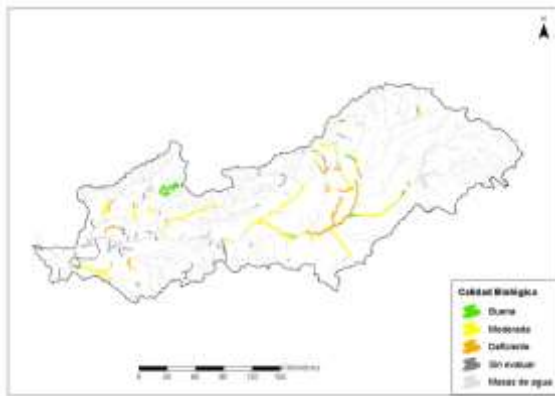 Calidad Biológica
Buena
Moderada
Deficiente
Sin evaluar
Masas de agua